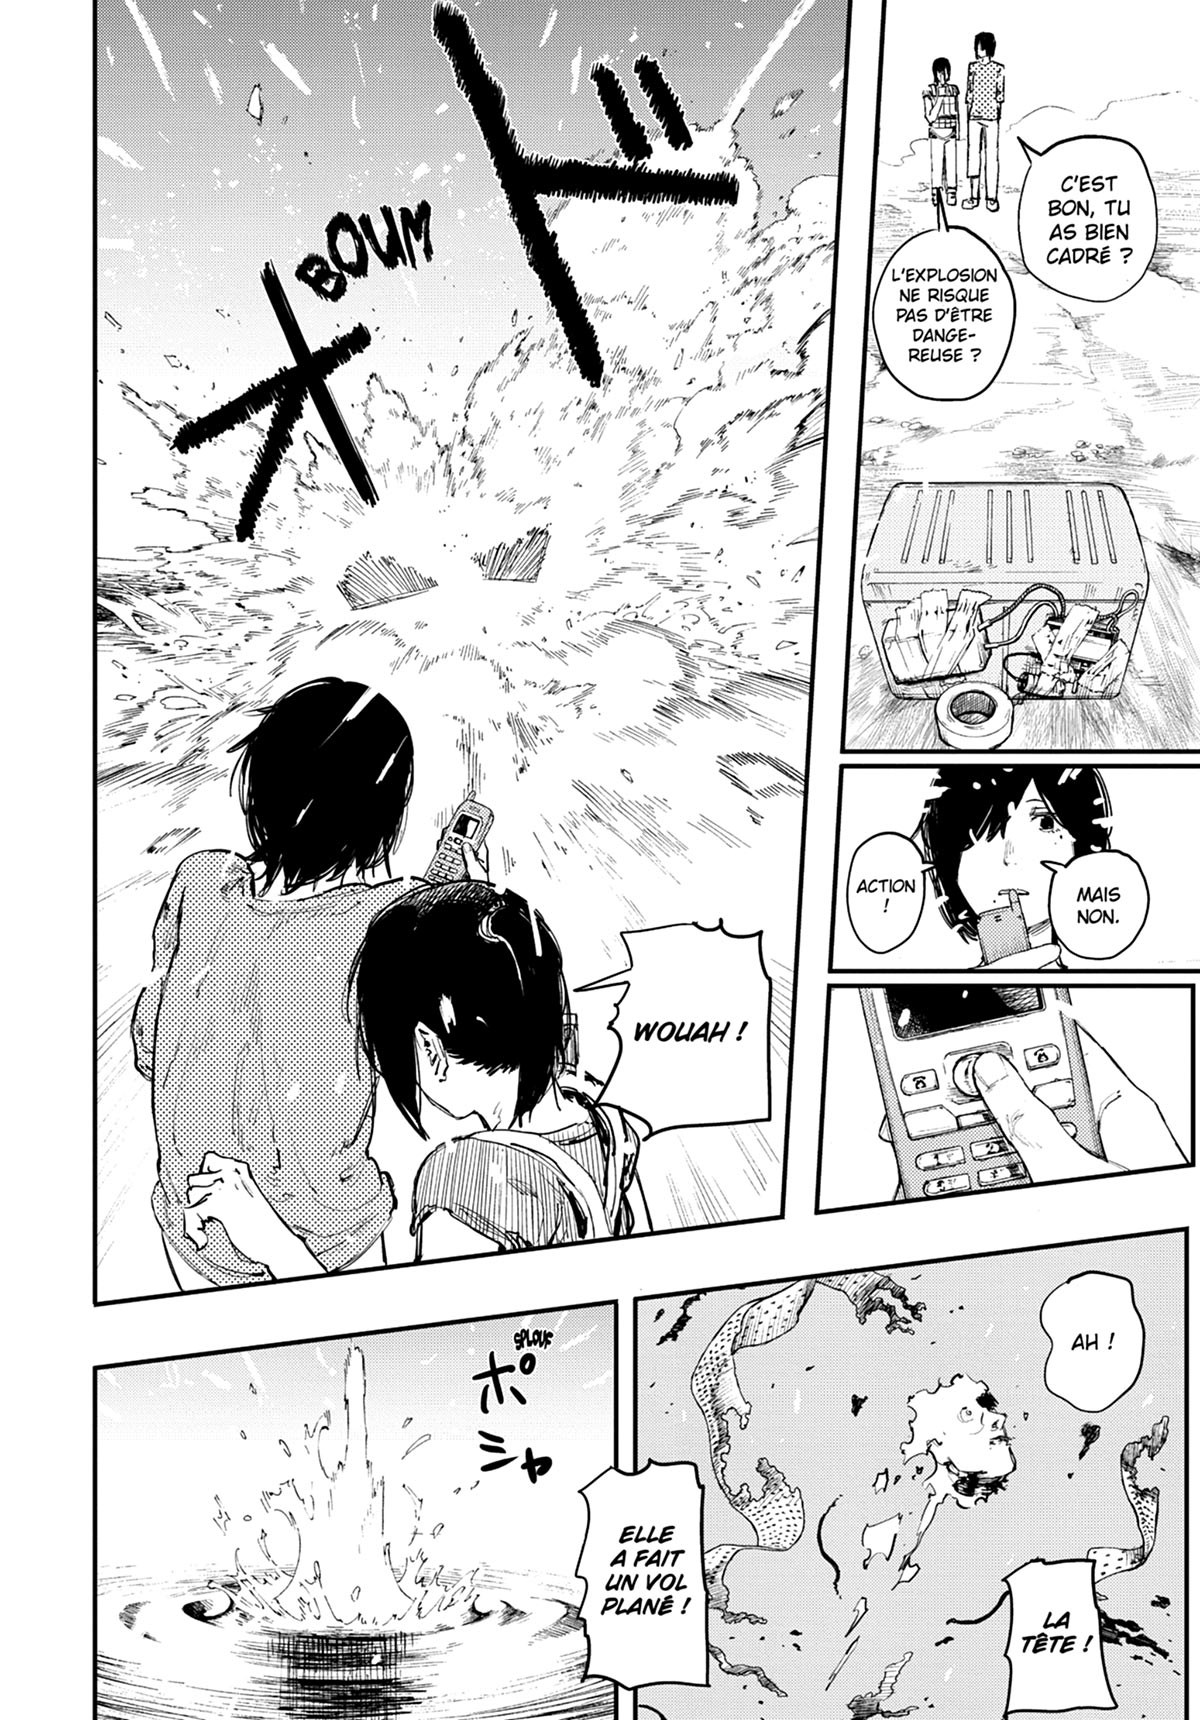 C'EST
BON, TU
AS BIEN
CADRÉ ?
L'EXPLOSION
NE RISQUE
PAS D'ÊTRE
DANGE-
REUSE ?
MAIS
NON.
ACTION
!
ド
オ
BOUM
WOUAH !
AH !
LA
TÊTE !
ELLE
A FAIT
UN VOL
PLANÉ !
SPLOUF
ポ
シャ